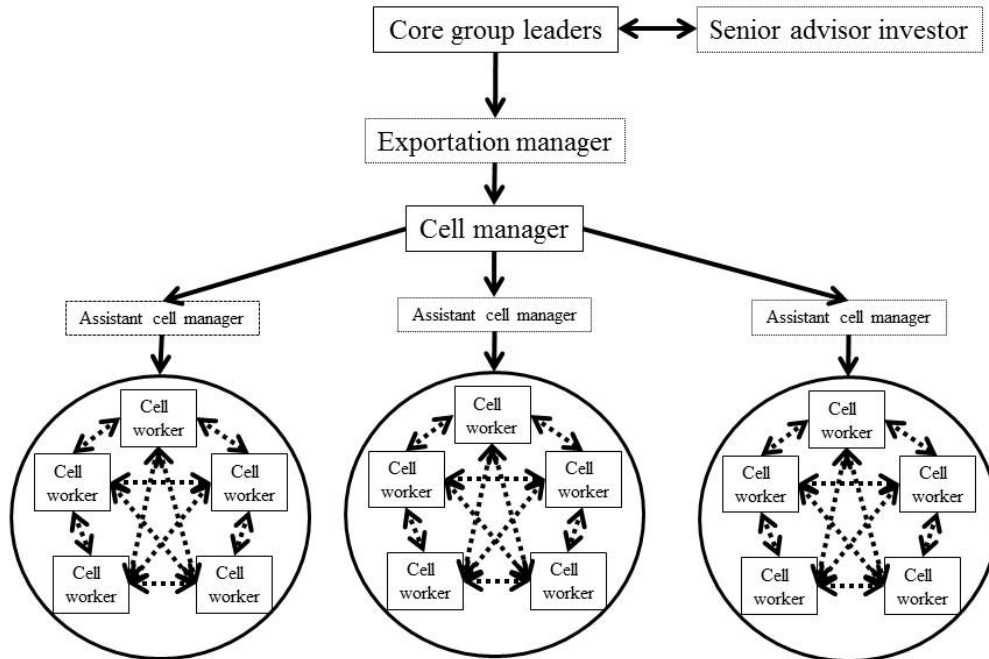 Core group leaders
Senior advisor investor
Exportation manager
Cell manager
Assistant cell manager
Assistant cell manager
Assistant cell manager
Cell
worker
Cell
worker
Cell
worker
Cell
worker
Cell
worker
Cell
worker
Cell
worker
Cell
worker
Cell
worker
Cell
worker
Cell
worker
Cell
worker
Cell
worker
Cell
worker
Cell
worker